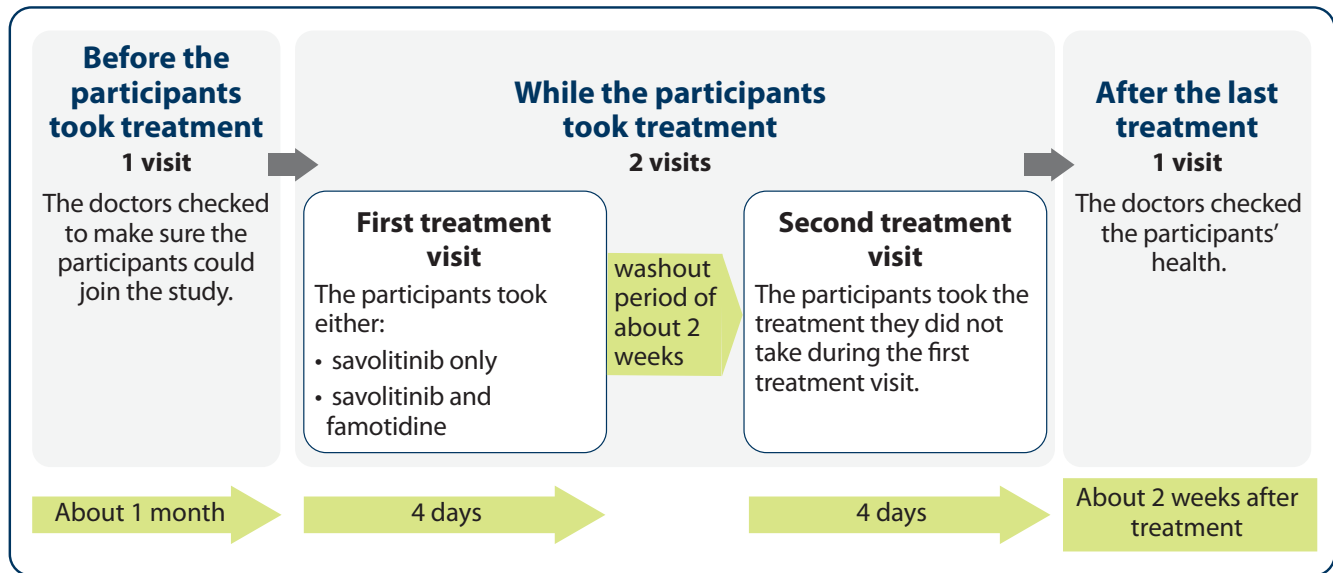 Before the
participants
took treatment
1 visit
The doctors checked
to make sure the
participants could
join the study.
While the participants
took treatment
2 visits
First treatment
visit
The participants took
either:
• savolitinib only
• savolitinib and
famotidine
washout
period of
about 2
weeks
Second treatment
visit
The participants took the
treatment they did not
take during the first
treatment visit.
After the last
treatment
1 visit
The doctors checked
the participants’
health.
About 1 month
4 days
4 days
About 2 weeks after
treatment